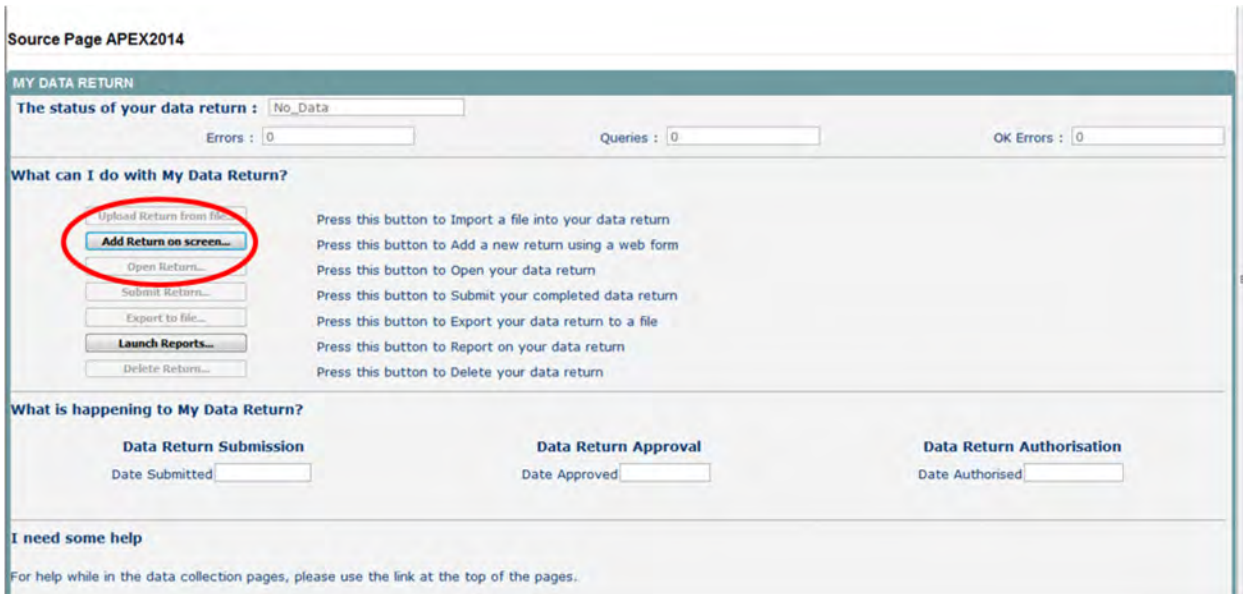 Source Page APEX2014
MY DATA RETURN
The status of your data return : No_Data
Errors : 0 Queries : 0 OK Errors : 0
What can I do with My Data Return?
Upload Return from file... Press this button to Import a file into your data return
Add Return on screen... Press this button to Add a new return using a web form
Open Return... Press this button to Open your data return
Submit Return... Press this button to Submit your completed data return
Export to file... Press this button to Export your data return to a file
Launch Reports... Press this button to Report on your data return
Delete Return... Press this button to Delete your data return
What is happening to My Data Return?
Data Return Submission Data Return Approval Data Return Authorisation
Date Submitted Date Approved Date Authorised
I need some help
For help while in the data collection pages, please use the link at the top of the pages.